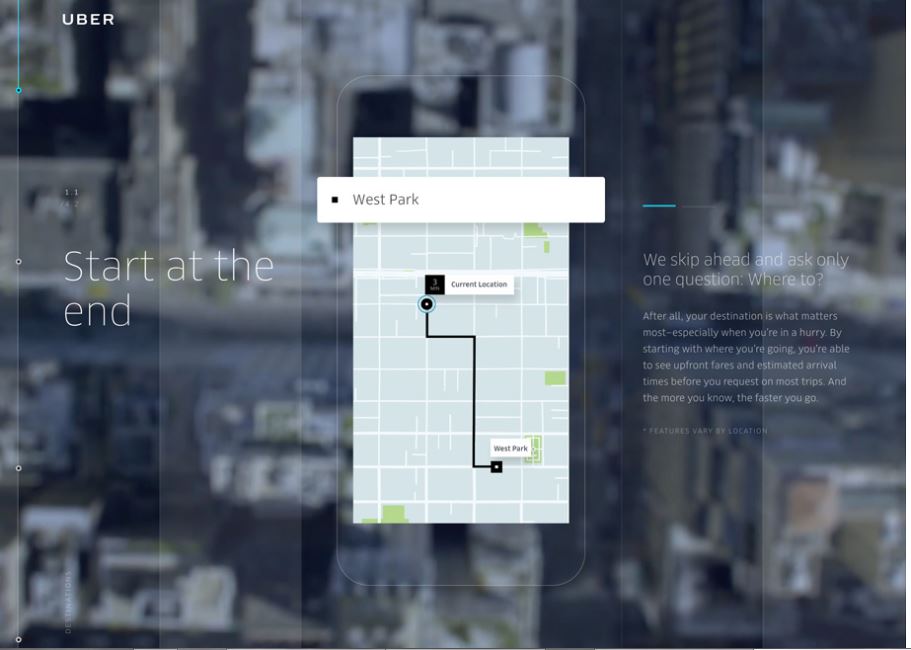 UBER
1.1
/4.2
Start at the
end
West Park
3
MIN
Current Location
West Park
We skip ahead and ask only
one question: Where to?
After all, your destination is what matters
most–especially when you're in a hurry. By
starting with where you're going, you're able
to see upfront fares and estimated arrival
times before you request on most trips. And
the more you know, the faster you go.
* FEATURES VARY BY LOCATION
DESTINATIONS